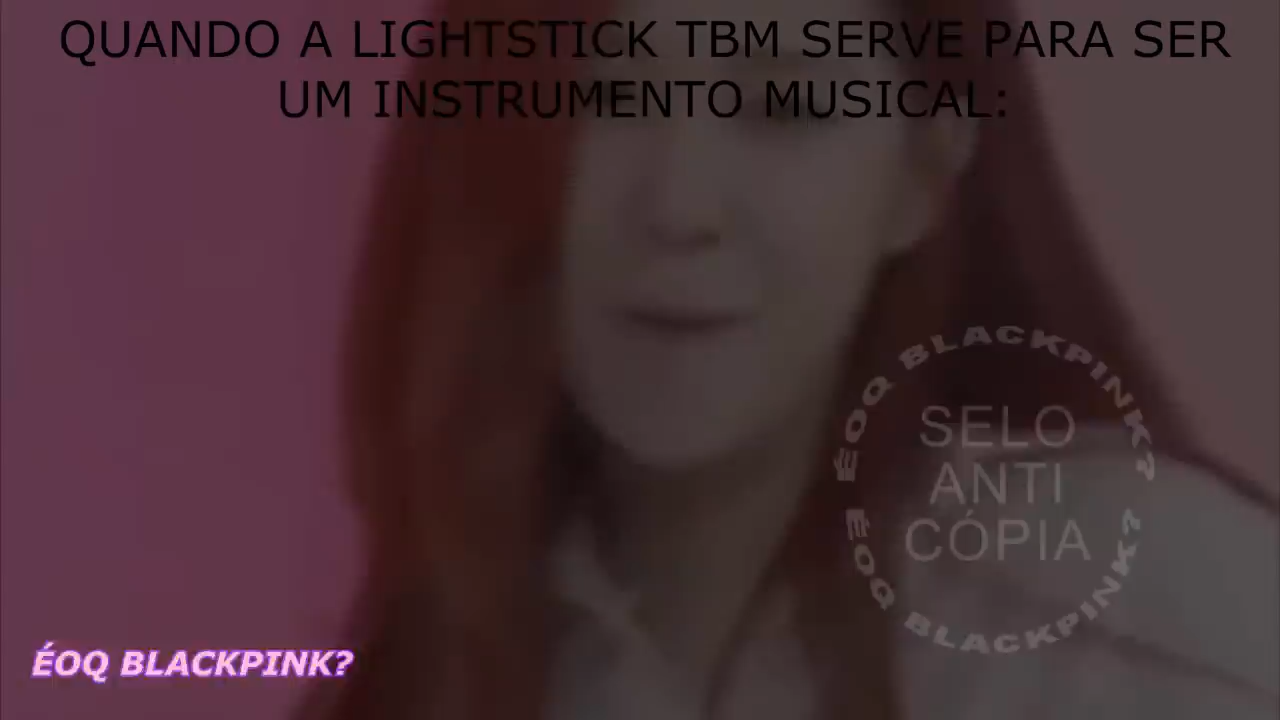 QUANDO A LIGHTSTICK TBM SERVE PARA SER
UM INSTRUMENTO MUSICAL:
ÉOQ BLACKPINK?
SELO
ANTI
CÓPIA
ÉOQ BLACKPINK?
ÉOQ BLACKPINK?